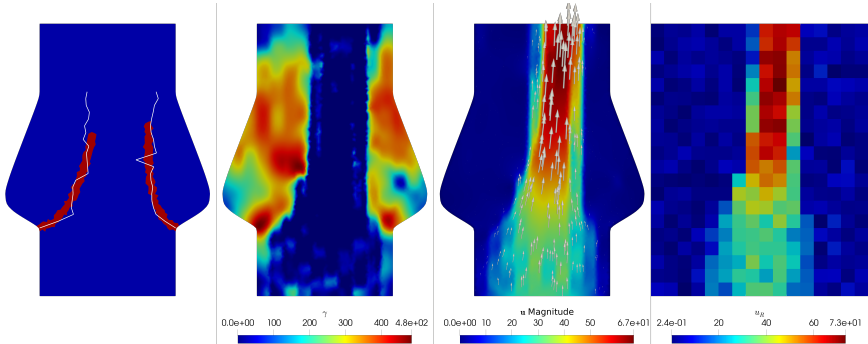 γ
0.0e+00 100 200 300 400 4.8e+02
u Magnitude
0.0e+00 10 20 30 40 50 6.7e+01
u_R
2.4e-01 20 40 60 7.3e+01